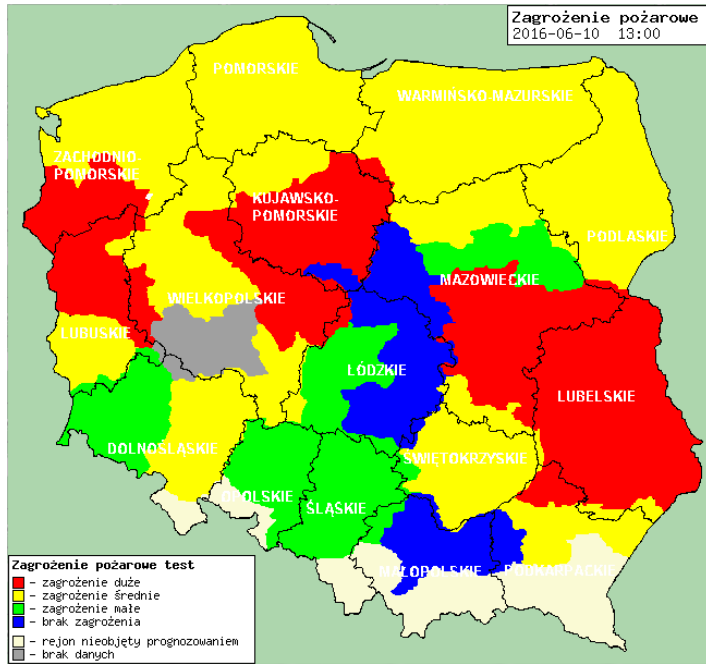 Zagrożenie pożarowe
2016-06-10 13:00
POMORSKIE
WARMIŃSKO-MAZURSKIE
ZACHODNIO-
POMORSKIE
KUJAWSKO-
POMORSKIE
PODLASKIE
MAZOWIECKIE
WIELKOPOLSKIE
LUBUSKIE
ŁÓDZKIE
LUBELSKIE
DOLNOŚLĄSKIE
ŚWIĘTOKRZYSKIE
OPOLSKIE
ŚLĄSKIE
MAŁOPOLSKIE
PODKARPACKIE
Zagrożenie pożarowe test
– zagrożenie duże
– zagrożenie średnie
– zagrożenie małe
– brak zagrożenia
– rejon nieobjęty prognozowaniem
– brak danych